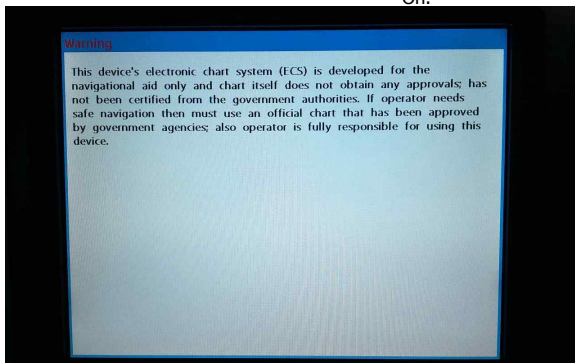 on.
Warning
This device's electronic chart system (ECS) is developed for the
navigational aid only and chart itself does not obtain any approvals; has
not been certified from the government authorities. If operator needs
safe navigation then must use an official chart that has been approved
by government agencies; also operator is fully responsible for using this
device.